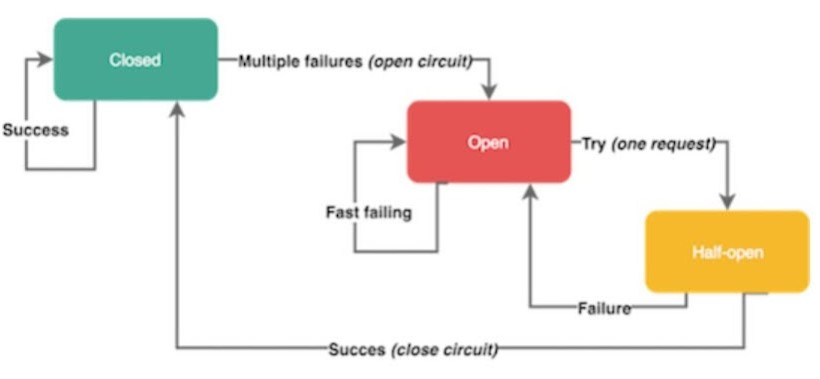 Closed
Multiple failures (open circuit)
Success
Open
Try (one request)
Fast failing
Half-open
Failure
Succes (close circuit)